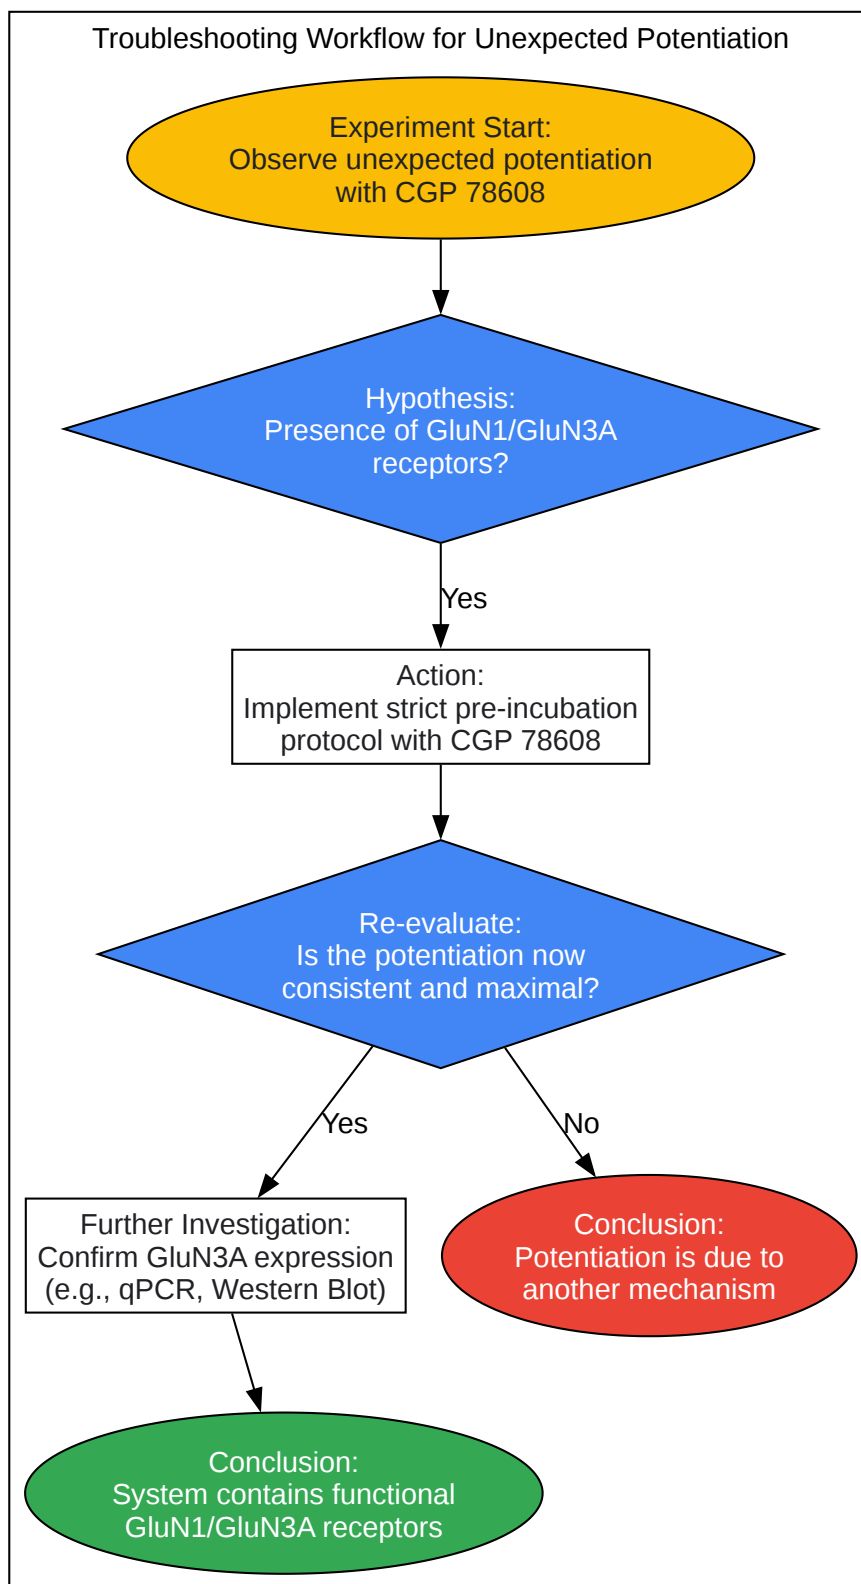 Troubleshooting Workflow for Unexpected Potentiation
Experiment Start:
Observe unexpected potentiation
with CGP 78608
Hypothesis:
Presence of GluN1/GluN3A
receptors?
Yes
Action:
Implement strict pre-incubation
protocol with CGP 78608
Re-evaluate:
Is the potentiation now
consistent and maximal?
Yes
No
Further Investigation:
Confirm GluN3A expression
(e.g., qPCR, Western Blot)
Conclusion:
Potentiation is due to
another mechanism
Conclusion:
System contains functional
GluN1/GluN3A receptors